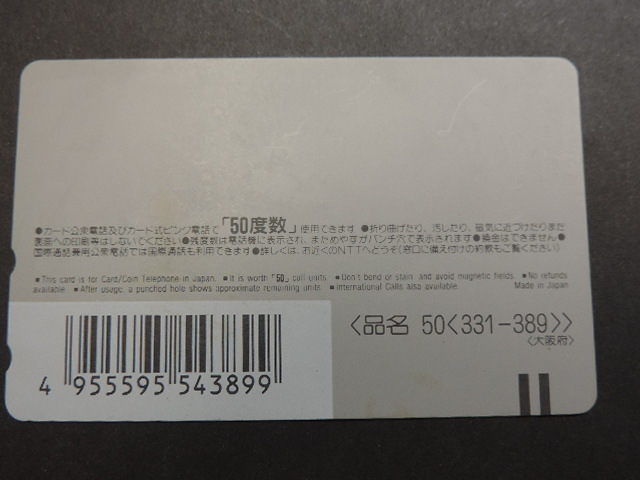 ●カード公衆電話及びカード式ピンク電話で「50度数」使用できます ●折り曲げたり、汚したり、磁気に近づけたりまた
裏面への印刷等はしないでください ●残度数は電話機に表示され、まためやすがパンチ穴で表示されます ●換金はできません ●
国際通話兼用公衆電話では国際通話も利用できます ●詳しくは、お近くのNTTへどうぞ(窓口に備え付けの約款もご覧ください)
■This card is for Card/Coin Telephone in Japan. ■It is worth「50」call units ■Don't bend or stain, and avoid magnetic fields. ■No refunds
available. ■After usage, a punched hole shows approximate remaining units. ■International Calls also available. Made in Japan
〈品名 50〈331-389〉〉
〈大阪府〉
4 955595 543899